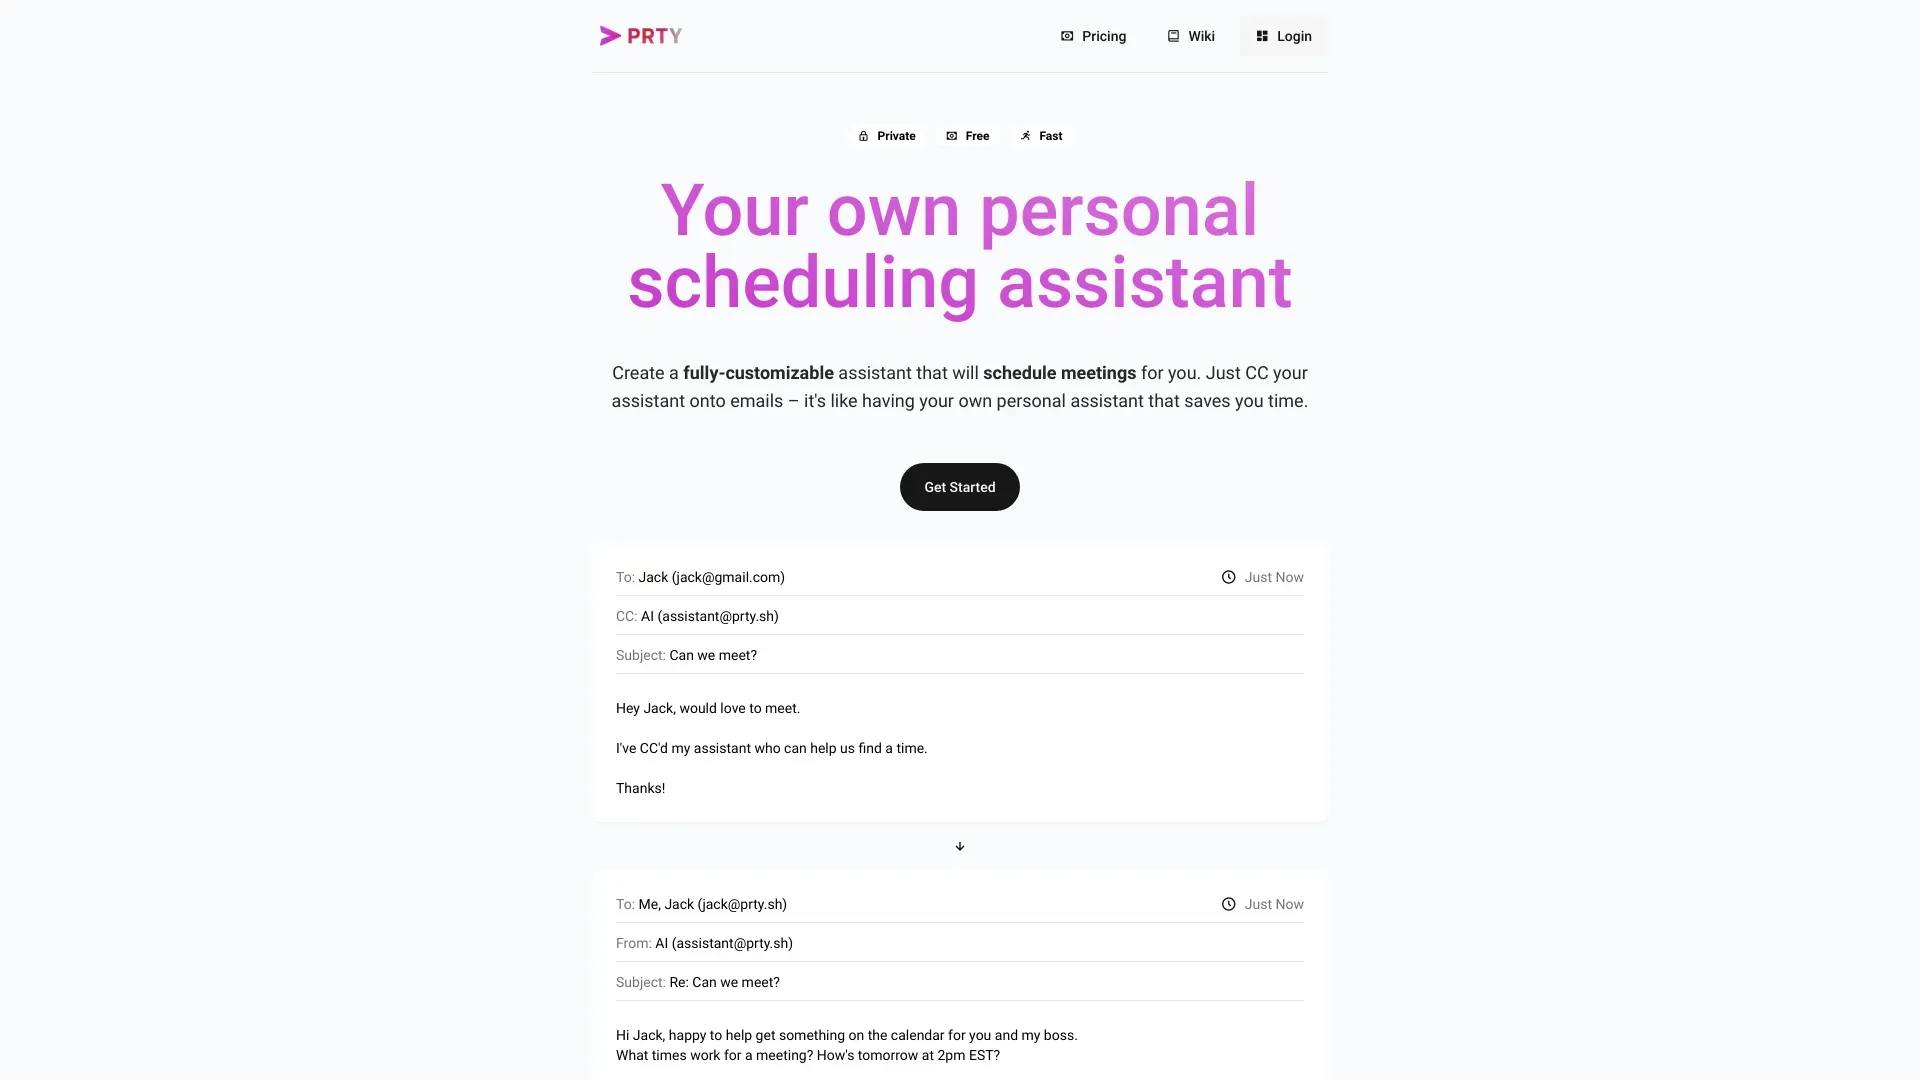 PRTY
Pricing
Wiki
Login
Private
Free
Fast
Your own personal
scheduling assistant
Create a fully-customizable assistant that will schedule meetings for you. Just CC your
assistant onto emails – it's like having your own personal assistant that saves you time.
Get Started
To: Jack (jack@gmail.com)
Just Now
CC: AI (assistant@prty.sh)
Subject: Can we meet?
Hey Jack, would love to meet.
I've CC'd my assistant who can help us find a time.
Thanks!
To: Me, Jack (jack@prty.sh)
Just Now
From: AI (assistant@prty.sh)
Subject: Re: Can we meet?
Hi Jack, happy to help get something on the calendar for you and my boss.
What times work for a meeting? How's tomorrow at 2pm EST?